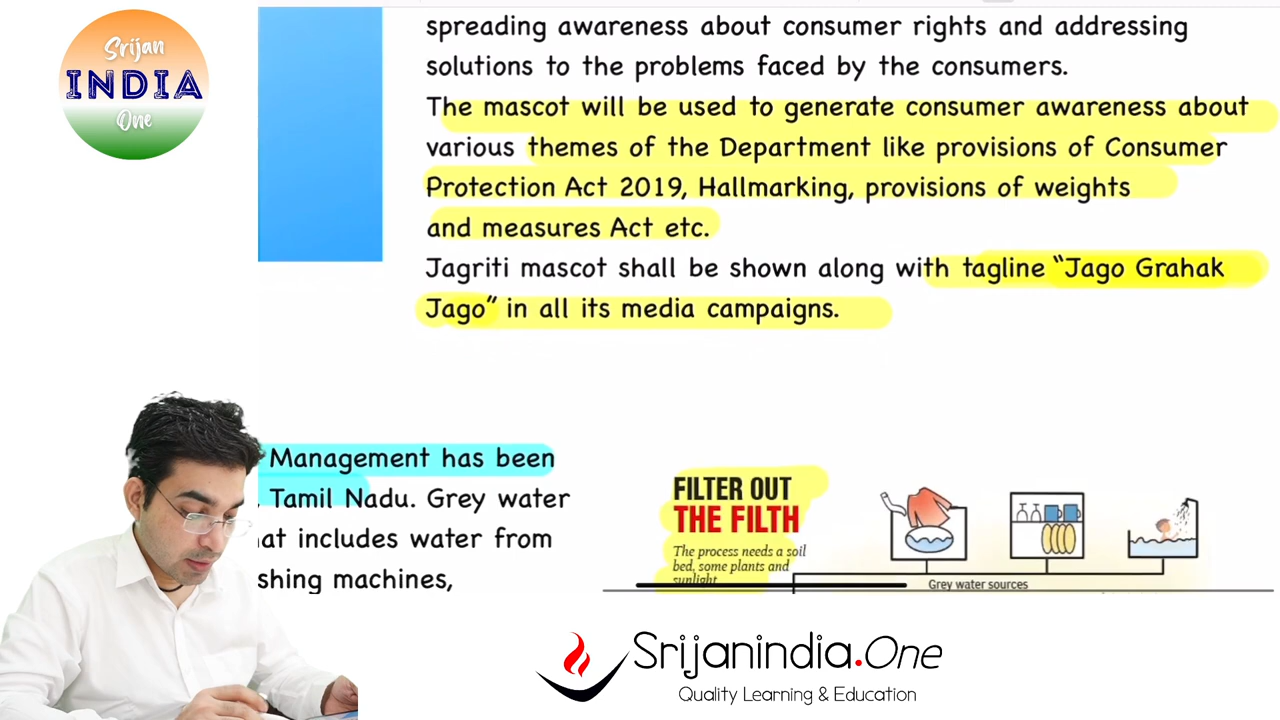 Srijan
INDIA
One
spreading awareness about consumer rights and addressing
solutions to the problems faced by the consumers.
The mascot will be used to generate consumer awareness about
various themes of the Department like provisions of Consumer
Protection Act 2019, Hallmarking, provisions of weights
and measures Act etc.
Jagriti mascot shall be shown along with tagline “Jago Grahak
Jago” in all its media campaigns.
Management has been
Tamil Nadu. Grey water
includes water from
machines,
FILTER OUT
THE FILTH
The process needs a soil
bed, some plants and
sunlight
Grey water sources
Srijanindia.One
Quality Learning & Education